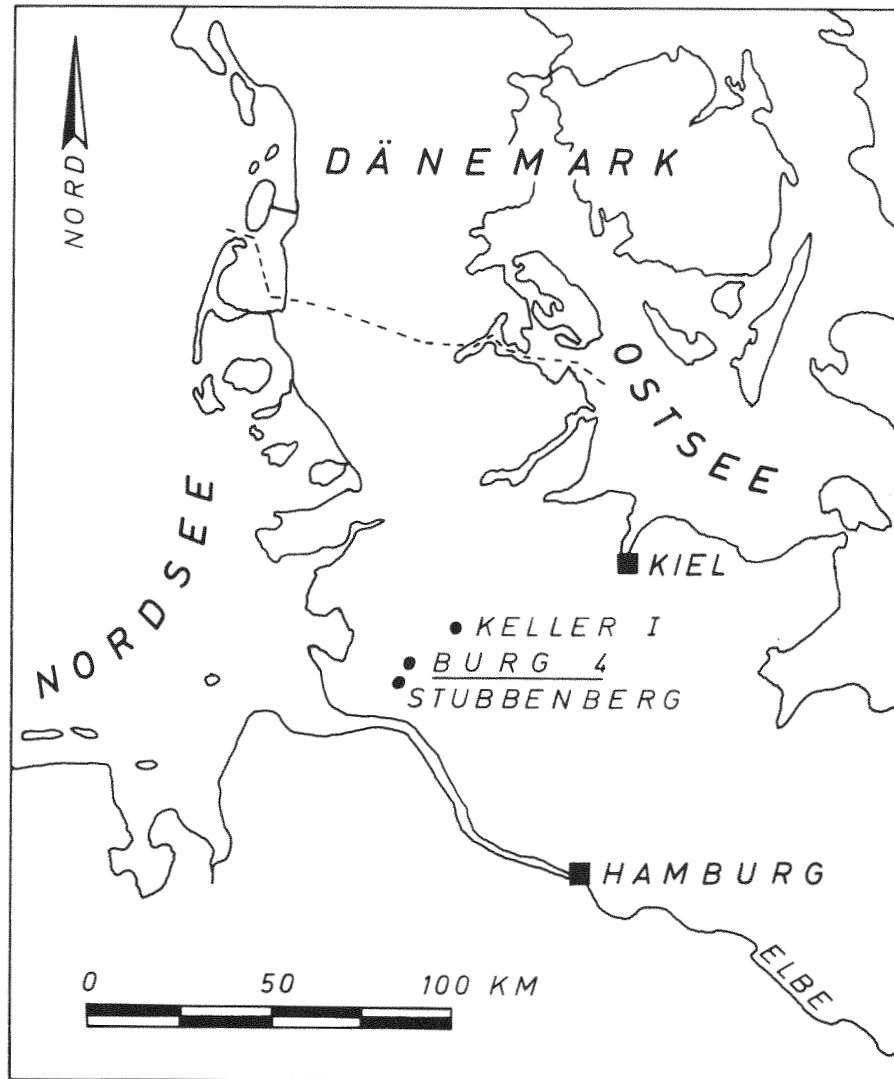 NORD
DÄNEMARK
OSTSEE
NORDSEE
KIEL
KELLER I
BURG 4
STUBBENBERG
HAMBURG
ELBE
0 50 100 KM